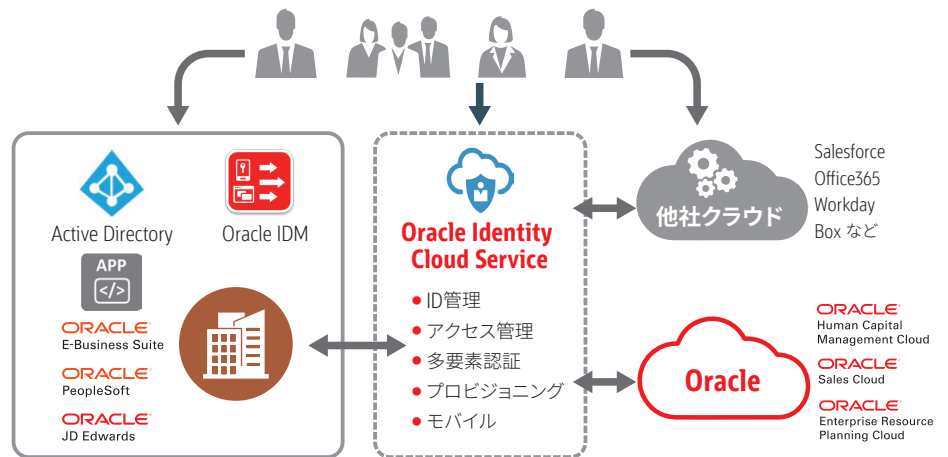 Active Directory
Oracle IDM
APP
</>
ORACLE
E-Business Suite
ORACLE
PeopleSoft
ORACLE
JD Edwards
Oracle Identity
Cloud Service
• ID管理
• アクセス管理
• 多要素認証
• プロビジョニング
• モバイル
他社クラウド
Salesforce
Office365
Workday
Box など
Oracle
ORACLE
Human Capital
Management Cloud
ORACLE
Sales Cloud
ORACLE
Enterprise Resource
Planning Cloud